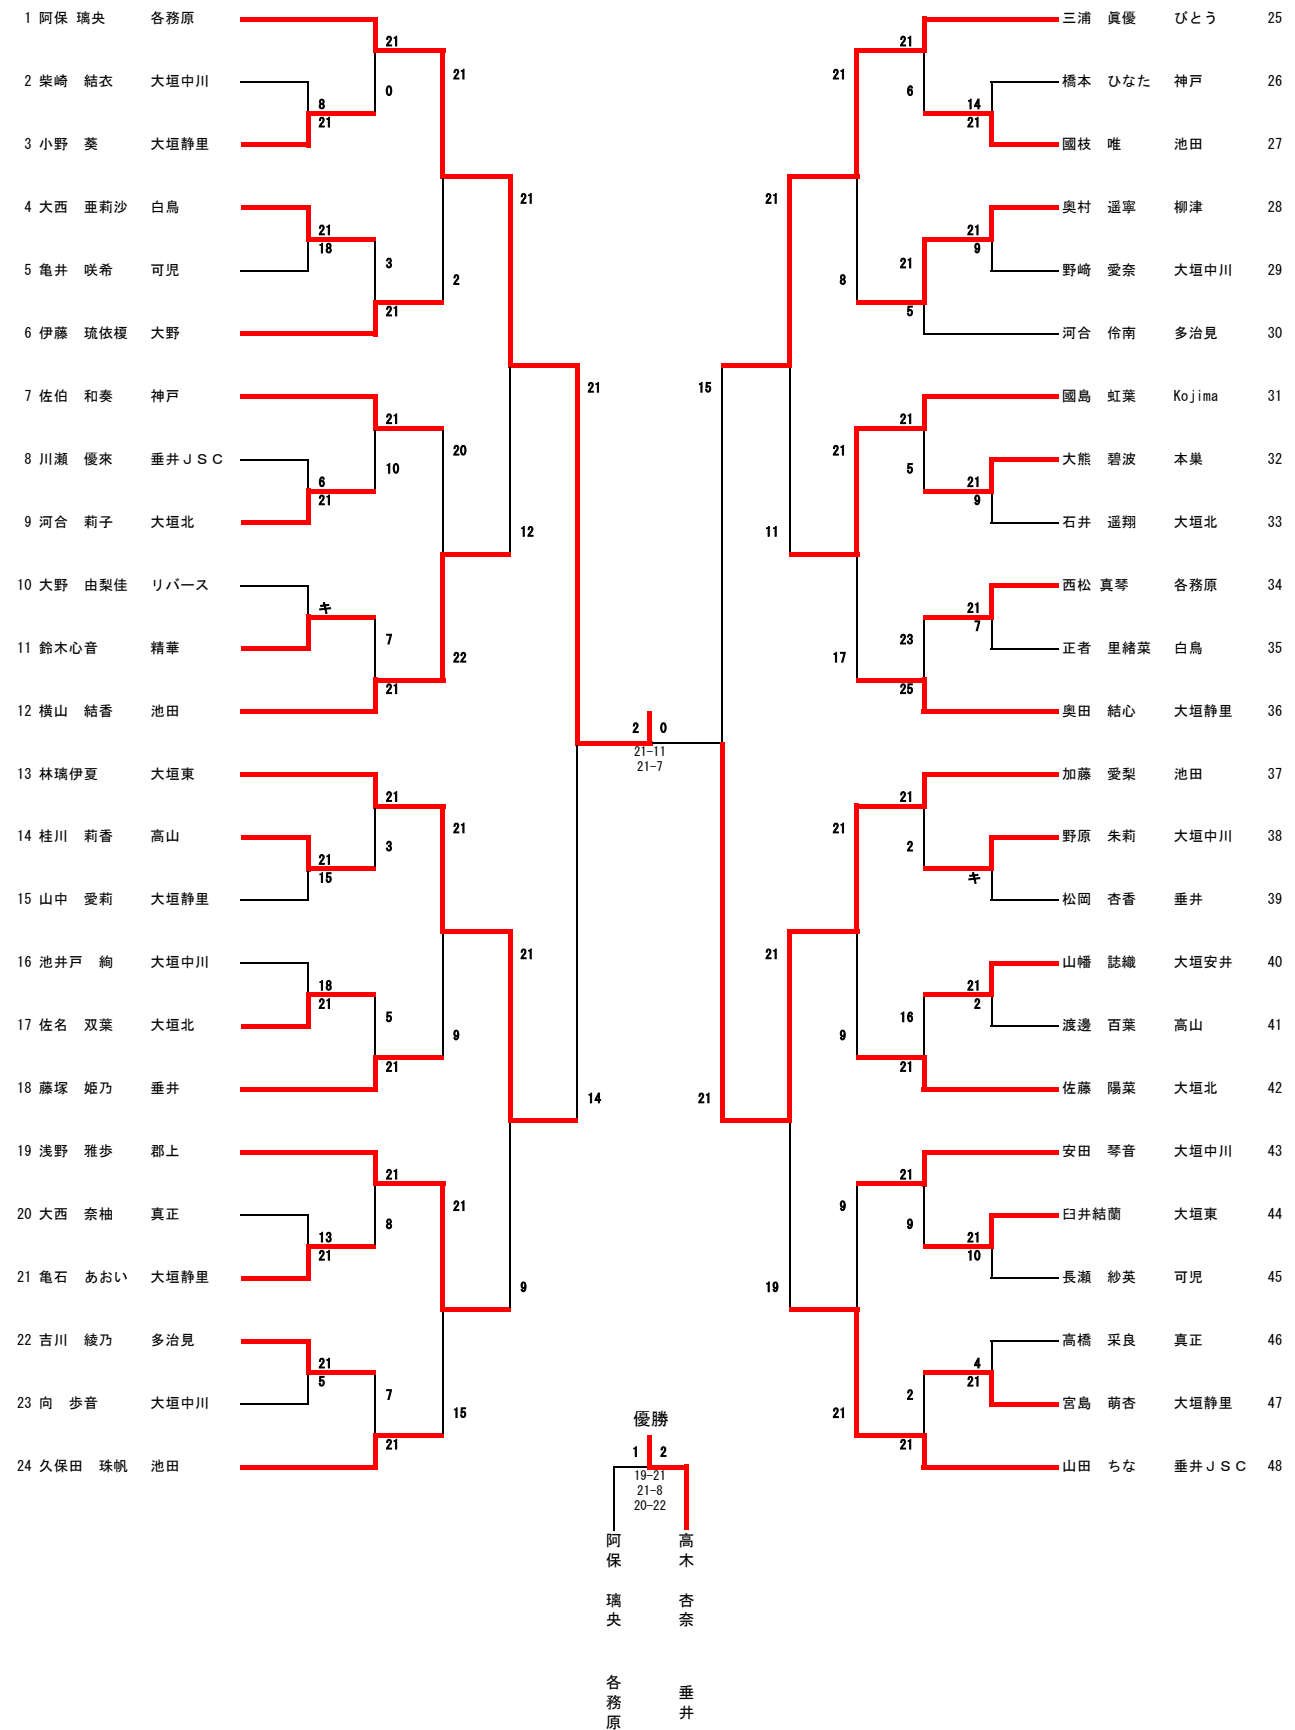 1 阿保 璃央 各務原
21
2 柴崎 結衣 大垣中川
0
21
8
21
3 小野 葵 大垣静里
21
4 大西 亜莉沙 白鳥
21
18
3
2
5 亀井 咲希 可児
21
6 伊藤 琉依榎 大野
21
7 佐伯 和奏 神戸
21
20
8 川瀬 優來 垂井ＪＳＣ
10
6
21
9 河合 莉子 大垣北
12
10 大野 由梨佳 リバース
キ
7
22
11 鈴木心音 精華
21
12 横山 結香 池田
2 0
21-11
21-7
13 林璃伊夏 大垣東
21
21
14 桂川 莉香 高山
3
21
15
15 山中 愛莉 大垣静里
21
16 池井戸 絢 大垣中川
18
21
5
9
17 佐名 双葉 大垣北
21
18 藤塚 姫乃 垂井
14
19 浅野 雅歩 郡上
21
21
20 大西 奈柚 真正
8
13
21
21 亀石 あおい 大垣静里
9
22 吉川 綾乃 多治見
21
5
7
15
23 向 歩音 大垣中川
21
24 久保田 珠帆 池田
三浦 眞優 びとう 25
21
21
橋本 ひなた 神戸 26
6
14
21
國枝 唯 池田 27
21
奥村 遥寧 柳津 28
21
9
21
8
野﨑 愛奈 大垣中川 29
5
河合 伶南 多治見 30
15
國島 虹葉 Kojima 31
21
21
大熊 碧波 本巣 32
5
21
9
石井 遥翔 大垣北 33
11
西松 真琴 各務原 34
21
7
23
17
正者 里緒菜 白鳥 35
25
奥田 結心 大垣静里 36
加藤 愛梨 池田 37
21
21
野原 朱莉 大垣中川 38
2
キ
松岡 杏香 垂井 39
21
山幡 誌織 大垣安井 40
21
2
16
9
渡邊 百葉 高山 41
21
佐藤 陽菜 大垣北 42
21
安田 琴音 大垣中川 43
21
9
臼井結蘭 大垣東 44
9
21
10
長瀬 紗英 可児 45
19
高橋 采良 真正 46
4
21
2
21
宮島 萌杏 大垣静里 47
21
山田 ちな 垂井ＪＳＣ 48
優勝
1 2
19-21
21-8
20-22
阿保 璃央 各務原
高木 杏奈 垂井